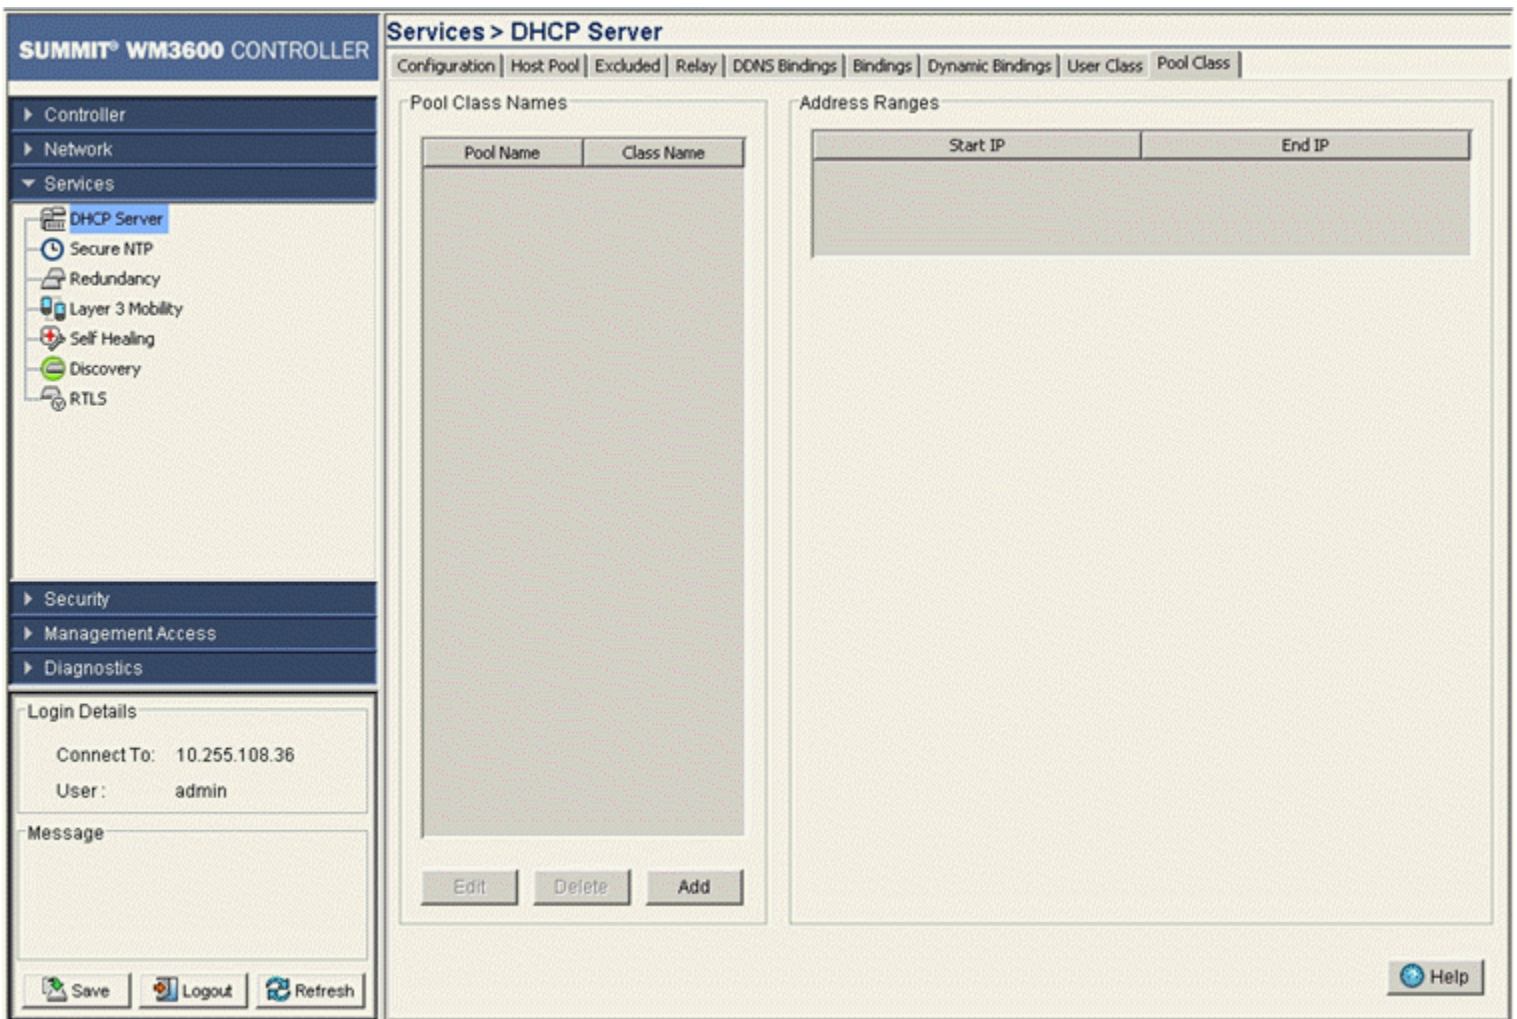 SUMMIT® WM3600 CONTROLLER
Controller
Network
Services
DHCP Server
Secure NTP
Redundancy
Layer 3 Mobility
Self Healing
Discovery
RTLS
Security
Management Access
Diagnostics
Login Details
Connect To: 10.255.108.36
User : admin
Message
Save Logout Refresh
Services > DHCP Server
Configuration Host Pool Excluded Relay DDNS Bindings Bindings Dynamic Bindings User Class Pool Class
Pool Class Names
Pool Name Class Name
Edit Delete Add
Address Ranges
Start IP End IP
Help